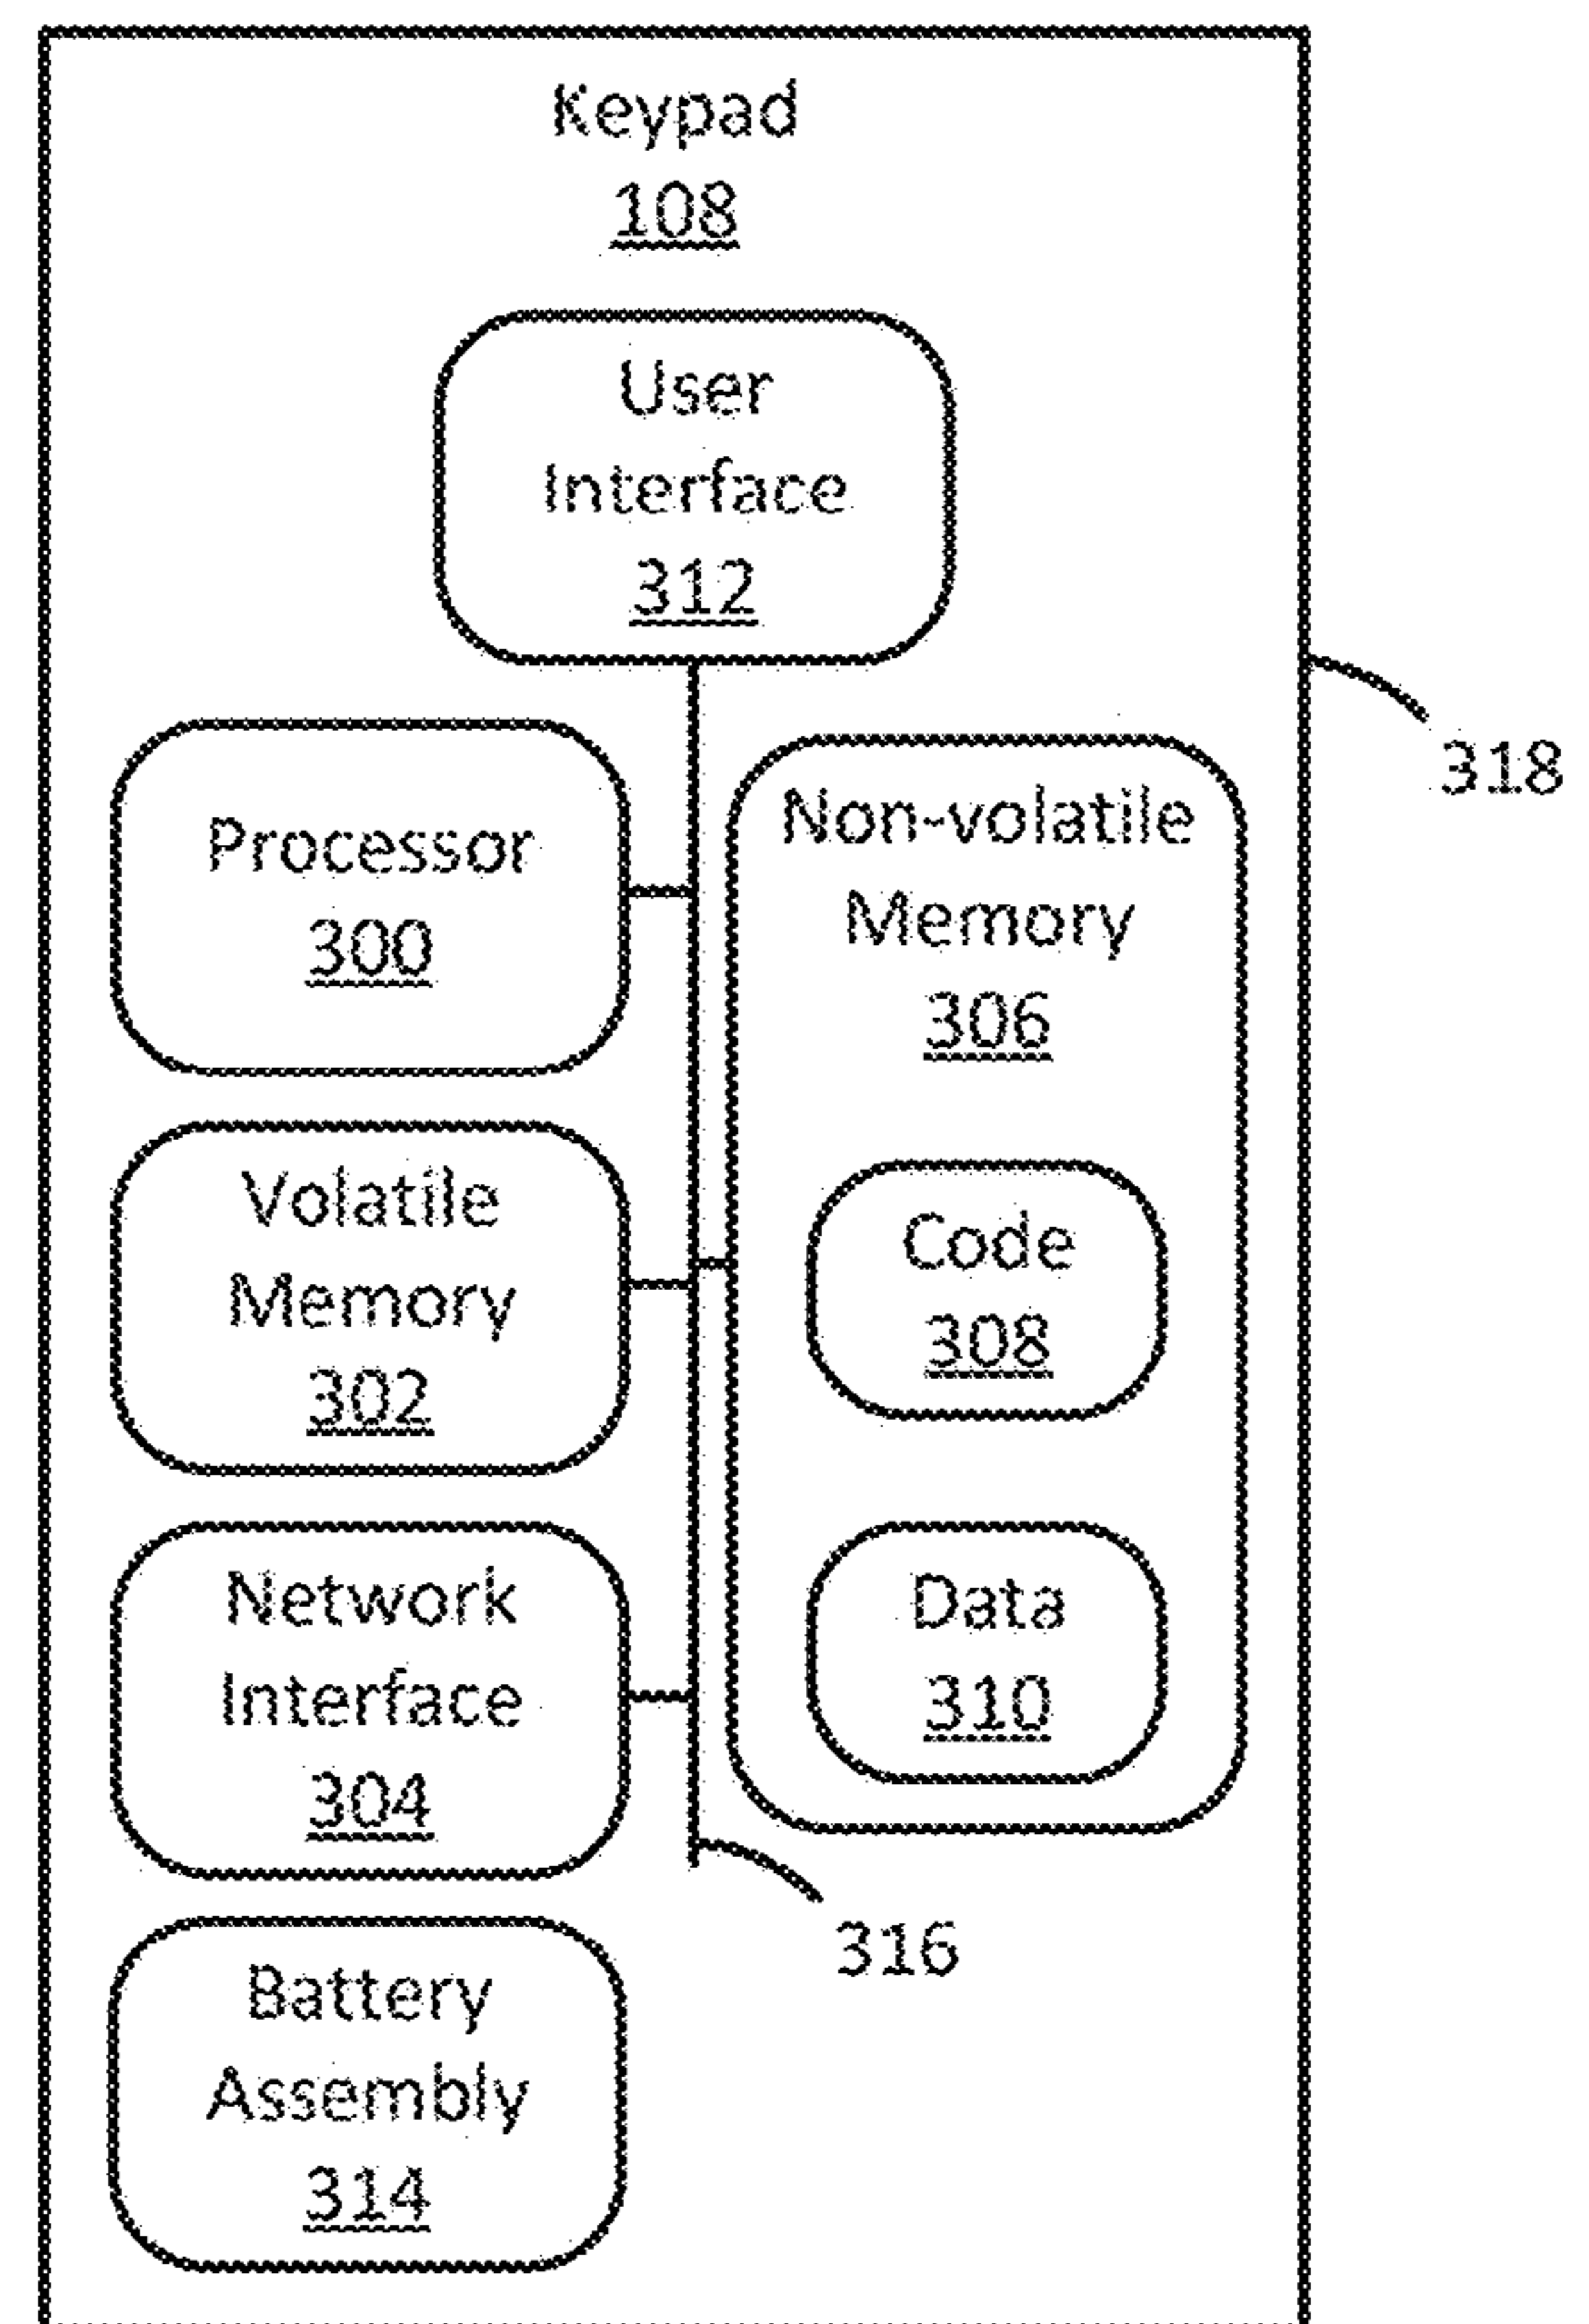 Keypad
108
User
Interface
312
Processor
300
Non-volatile
Memory
306
318
Volatile
Memory
302
Code
308
Network
Interface
304
Data
310
316
Battery
Assembly
314